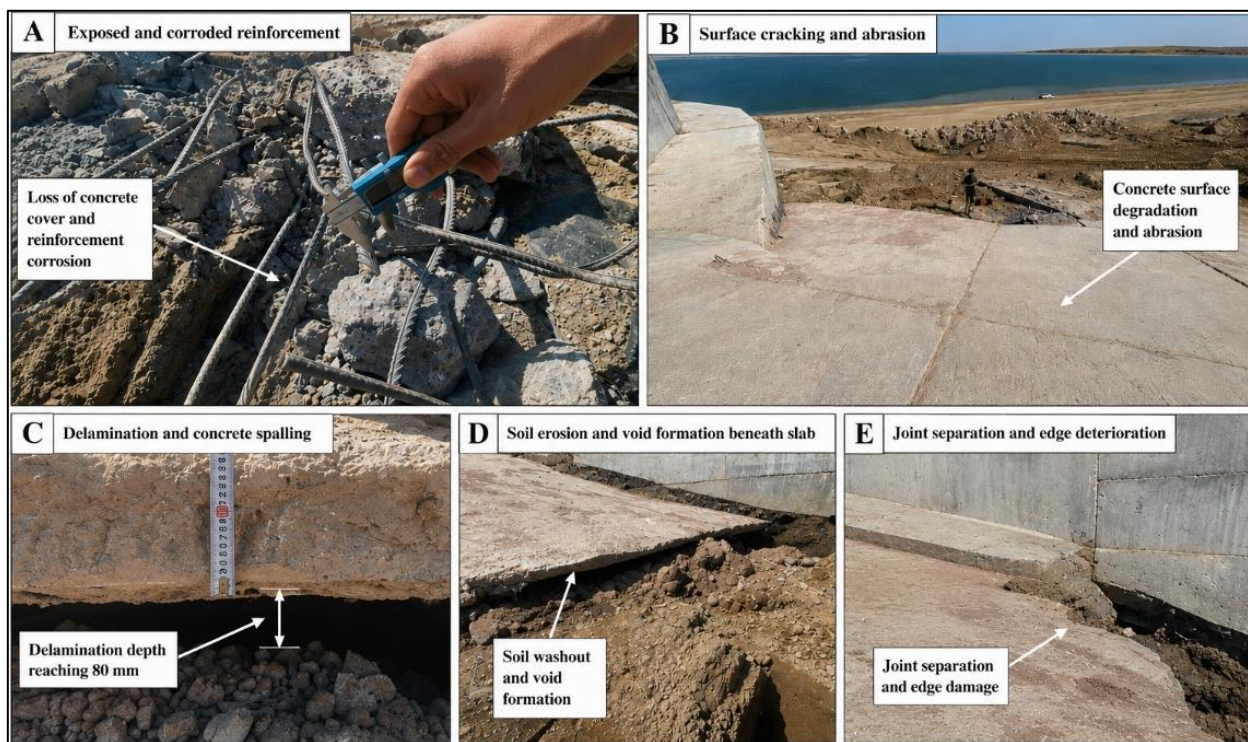 A
Exposed and corroded reinforcement
Loss of concrete
cover and
reinforcement
corrosion
B
Surface cracking and abrasion
Concrete surface
degradation
and abrasion
C
Delamination and concrete spalling
Delamination depth
reaching 80 mm
D
Soil erosion and void formation beneath slab
Soil washout
and void
formation
E
Joint separation and edge deterioration
Joint separation
and edge damage